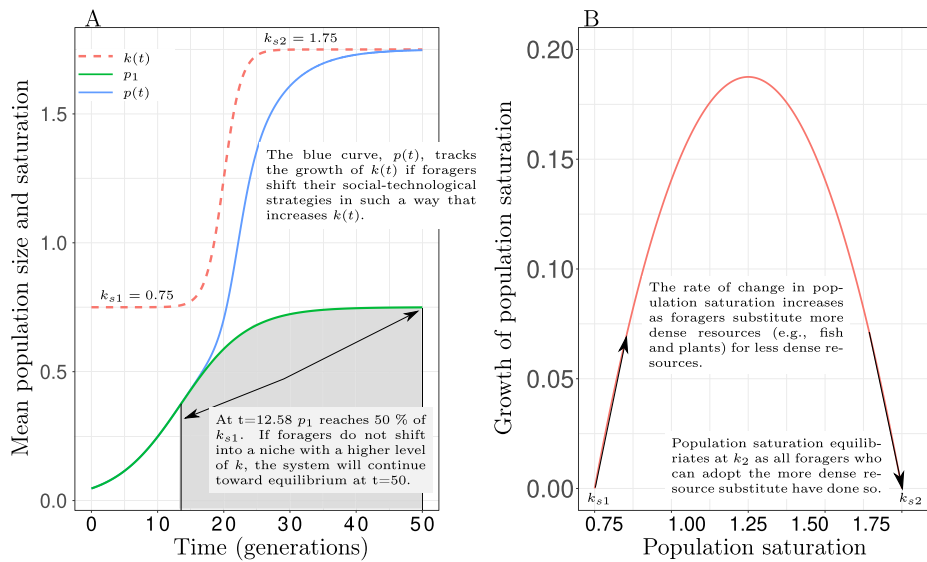 A
Mean population size and saturation
0.0
0.5
1.0
1.5
k(t)
p1
p(t)
ks2 = 1.75
ks1 = 0.75
The blue curve, p(t), tracks
the growth of k(t) if foragers
shift their social-technological
strategies in such a way that
increases k(t).
At t=12.58 p1 reaches 50 % of
ks1. If foragers do not shift
into a niche with a higher level
of k, the system will continue
toward equilibrium at t=50.
0 10 20 30 40 50
Time (generations)
B
Growth of population saturation
0.20
0.15
0.10
0.05
0.00
The rate of change in pop-
ulation saturation increases
as foragers substitute more
dense resources (e.g., fish
and plants) for less dense re-
sources.
Population saturation equilib-
riates at k2 as all foragers who
can adopt the more dense re-
source substitute have done so.
ks1
ks2
0.75 1.00 1.25 1.50 1.75
Population saturation